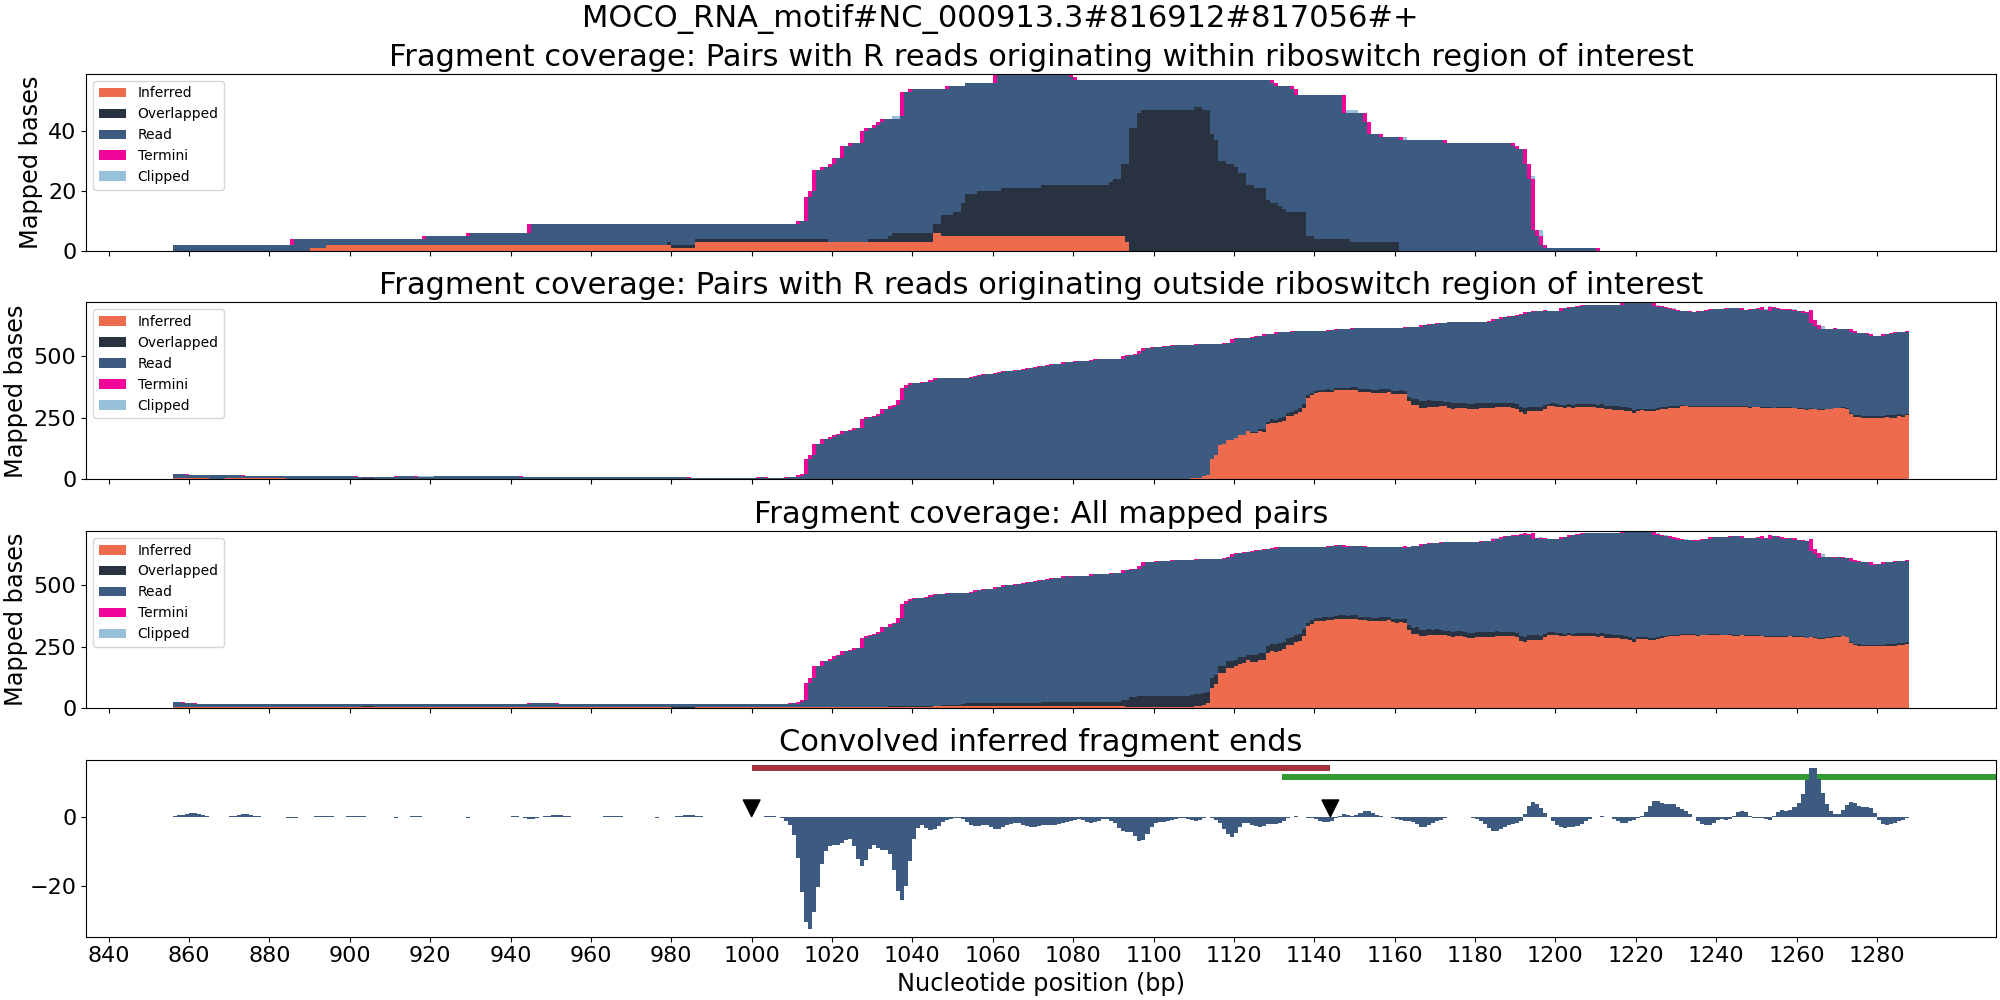 MOCO_RNA_motif#NC_000913.3#816912#817056#+
Fragment coverage: Pairs with R reads originating within riboswitch region of interest
Mapped bases
40
20
0
Inferred
Overlapped
Read
Termini
Clipped
Fragment coverage: Pairs with R reads originating outside riboswitch region of interest
Mapped bases
500
250
0
Inferred
Overlapped
Read
Termini
Clipped
Fragment coverage: All mapped pairs
Mapped bases
500
250
0
Inferred
Overlapped
Read
Termini
Clipped
Convolved inferred fragment ends
0
−20
840 860 880 900 920 940 960 980 1000 1020 1040 1060 1080 1100 1120 1140 1160 1180 1200 1220 1240 1260 1280
Nucleotide position (bp)